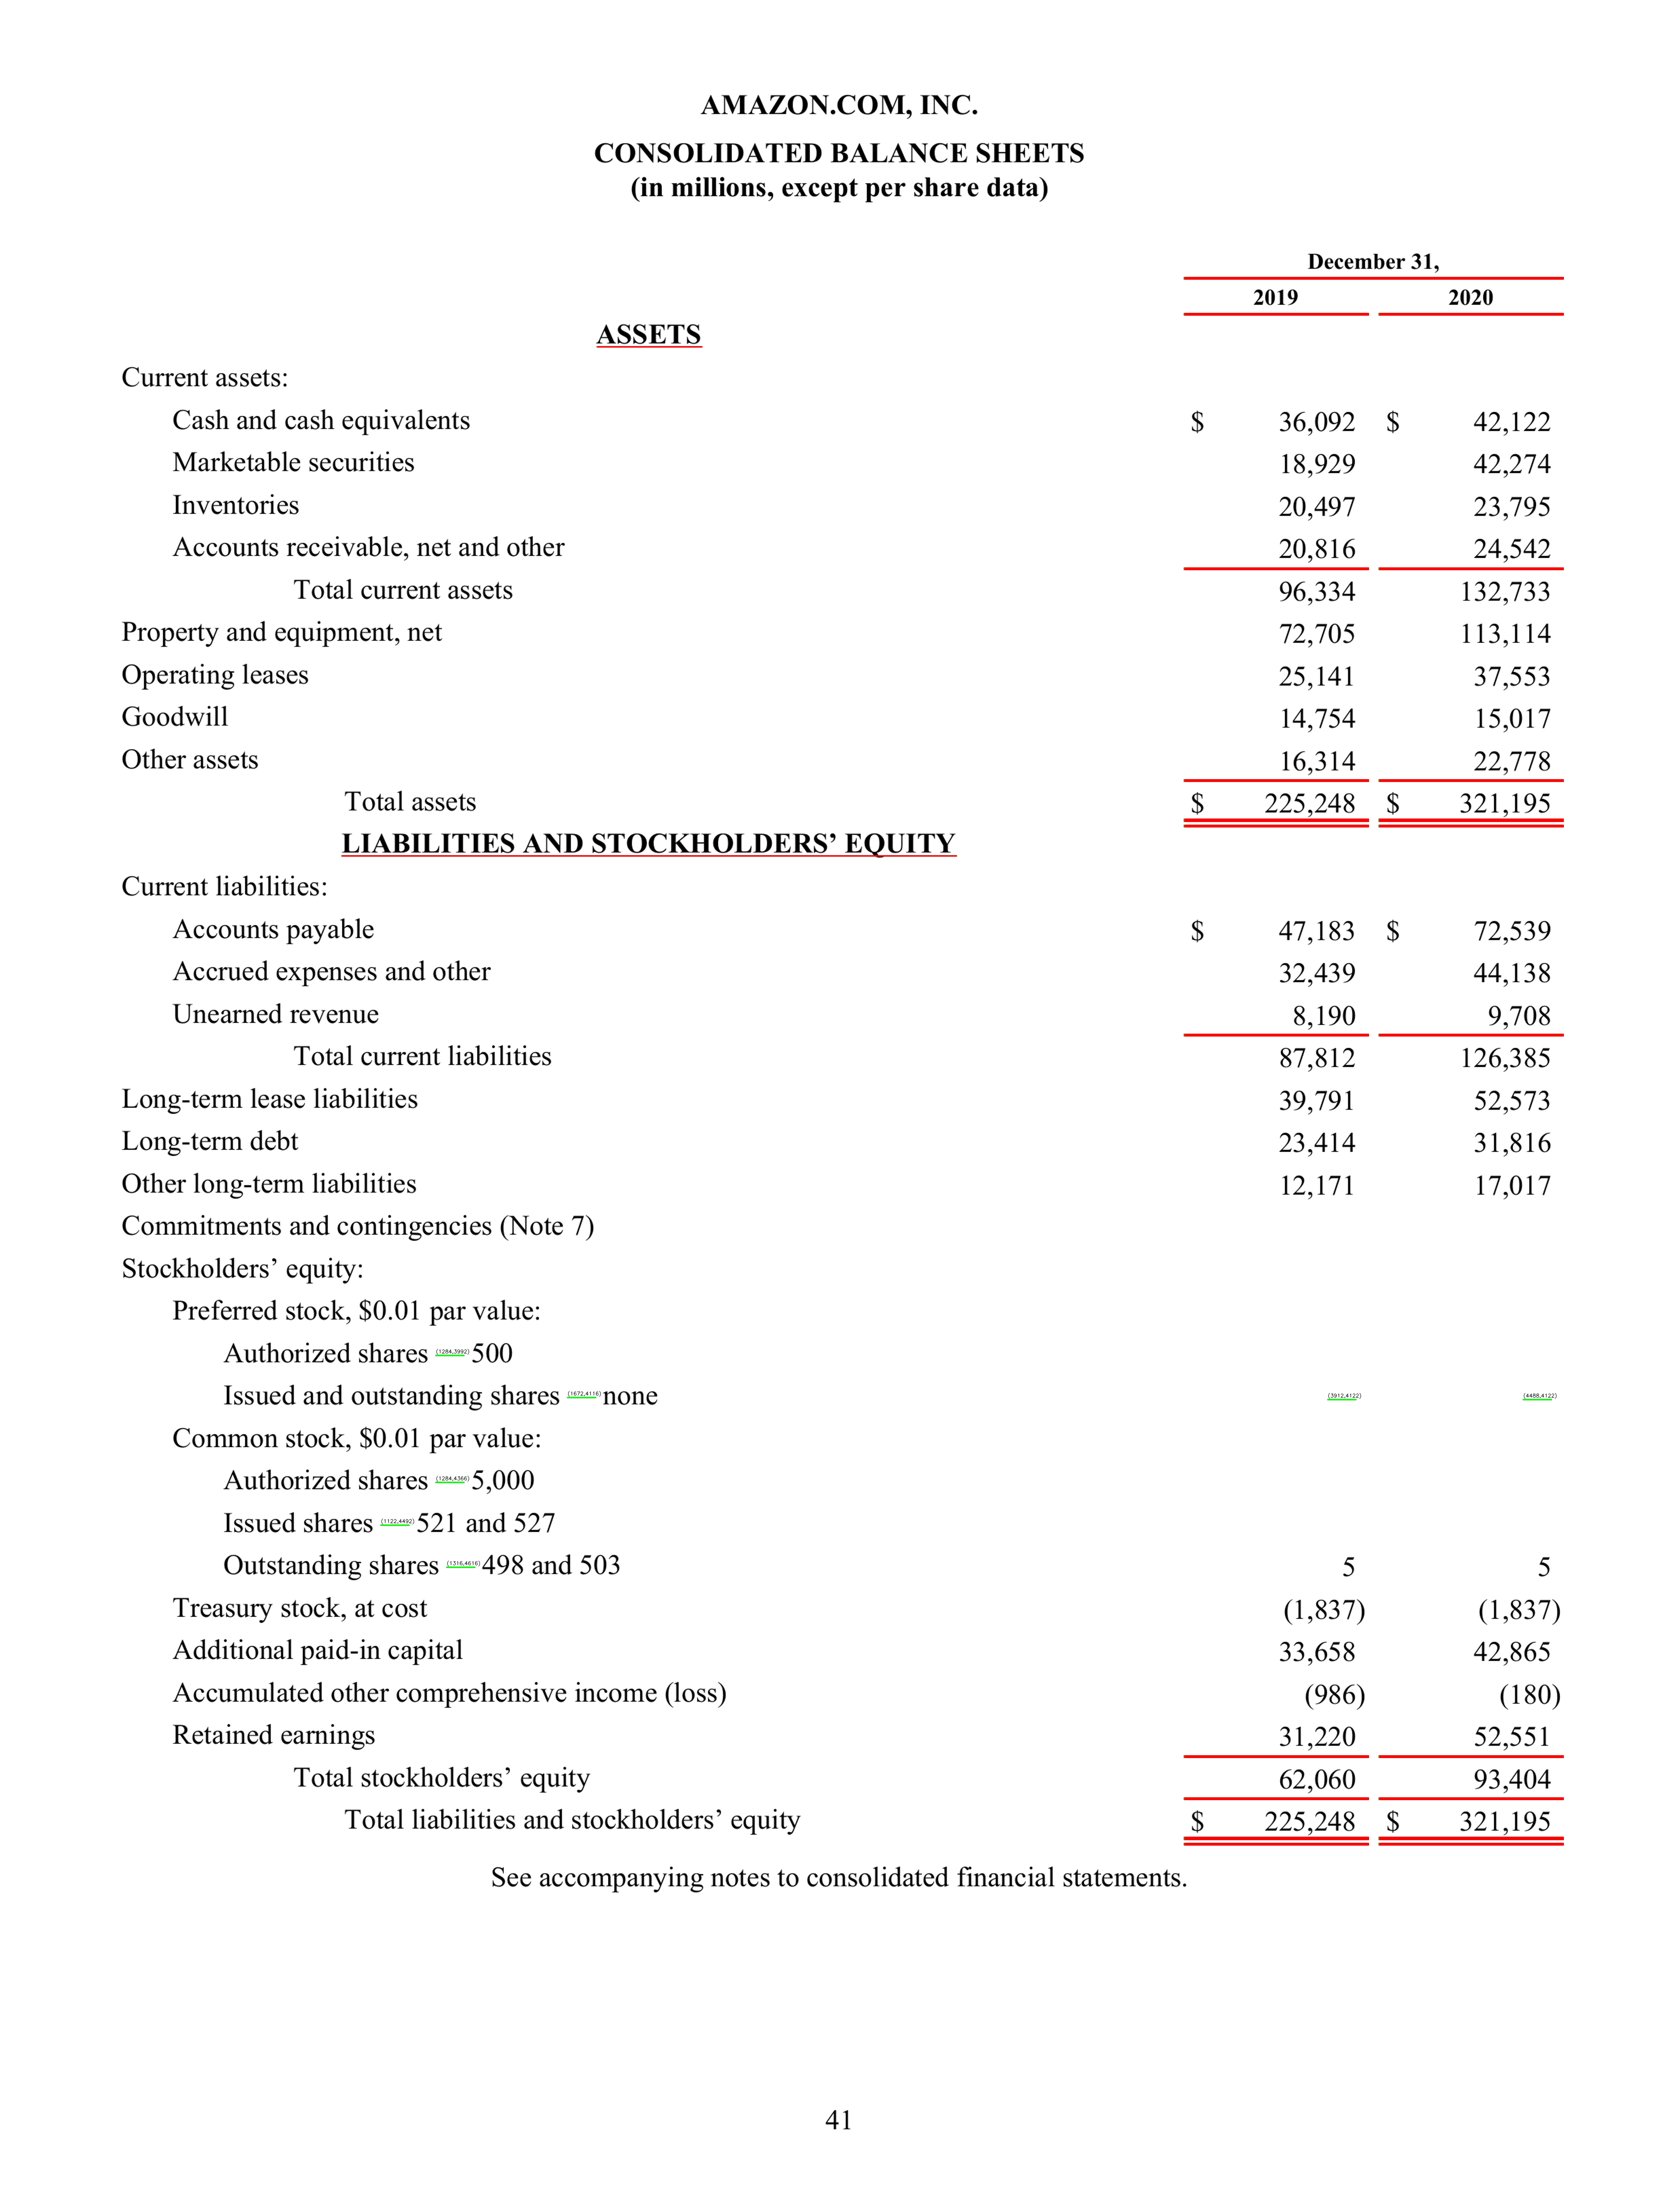 AMAZON.COM, INC.
CONSOLIDATED BALANCE SHEETS
(in millions, except per share data)
December 31,
2019 2020
ASSETS
Current assets:
Cash and cash equivalents $ 36,092 $ 42,122
Marketable securities 18,929 42,274
Inventories 20,497 23,795
Accounts receivable, net and other 20,816 24,542
Total current assets 96,334 132,733
Property and equipment, net 72,705 113,114
Operating leases 25,141 37,553
Goodwill 14,754 15,017
Other assets 16,314 22,778
Total assets $ 225,248 $ 321,195
LIABILITIES AND STOCKHOLDERS’ EQUITY
Current liabilities:
Accounts payable $ 47,183 $ 72,539
Accrued expenses and other 32,439 44,138
Unearned revenue 8,190 9,708
Total current liabilities 87,812 126,385
Long-term lease liabilities 39,791 52,573
Long-term debt 23,414 31,816
Other long-term liabilities 12,171 17,017
Commitments and contingencies (Note 7)
Stockholders’ equity:
Preferred stock, $0.01 par value:
Authorized shares (1284,3992) 500
Issued and outstanding shares (1672,4116) none (3912,4122) (4488,4122)
Common stock, $0.01 par value:
Authorized shares (1284,4366) 5,000
Issued shares (1122,4492) 521 and 527
Outstanding shares (1316,4616) 498 and 503 5 5
Treasury stock, at cost (1,837) (1,837)
Additional paid-in capital 33,658 42,865
Accumulated other comprehensive income (loss) (986) (180)
Retained earnings 31,220 52,551
Total stockholders’ equity 62,060 93,404
Total liabilities and stockholders’ equity $ 225,248 $ 321,195
See accompanying notes to consolidated financial statements.
41